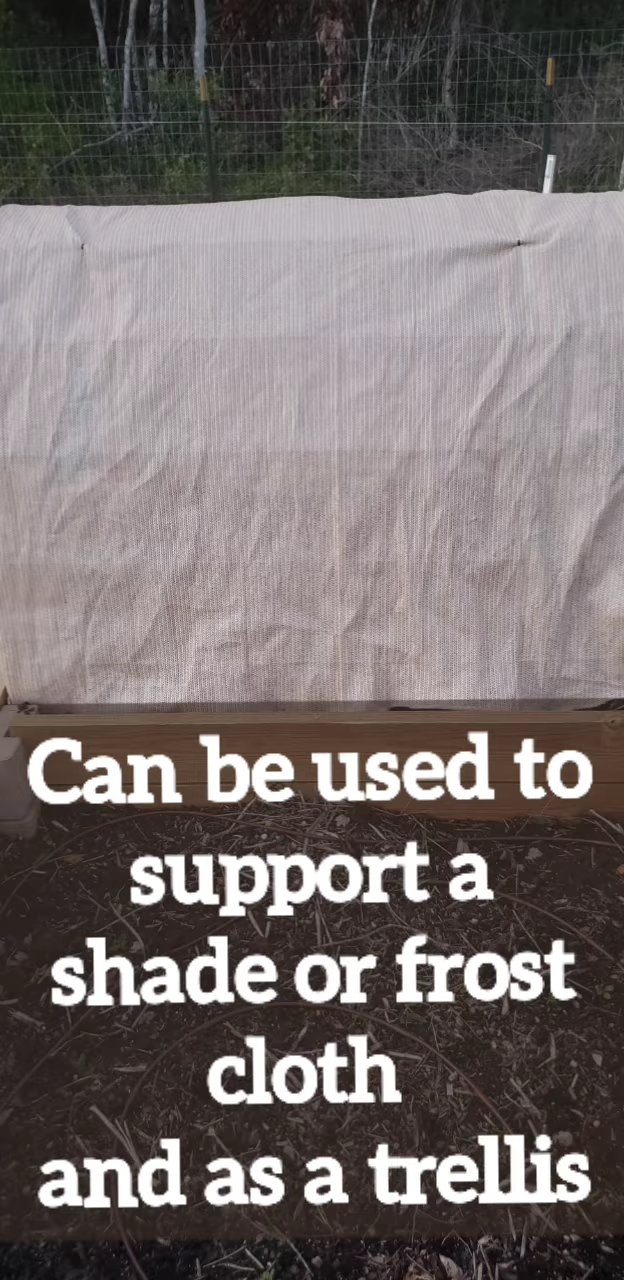 Can be used to
support a
shade or frost
cloth
and as a trellis